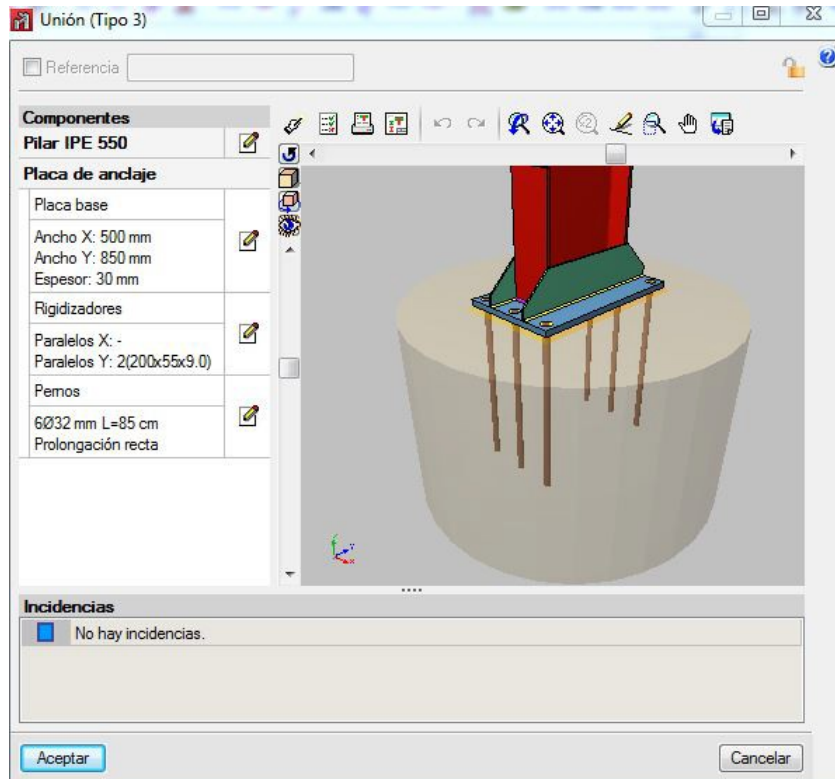 Unión (Tipo 3)
Referencia
Componentes
Pilar IPE 550
Placa de anclaje
Placa base
Ancho X: 500 mm
Ancho Y: 850 mm
Espesor: 30 mm
Rigidizadores
Paralelos X: -
Paralelos Y: 2(200x55x9.0)
Pernos
6Ø32 mm L=85 cm
Prolongación recta
Incidencias
No hay incidencias.
Aceptar
Cancelar